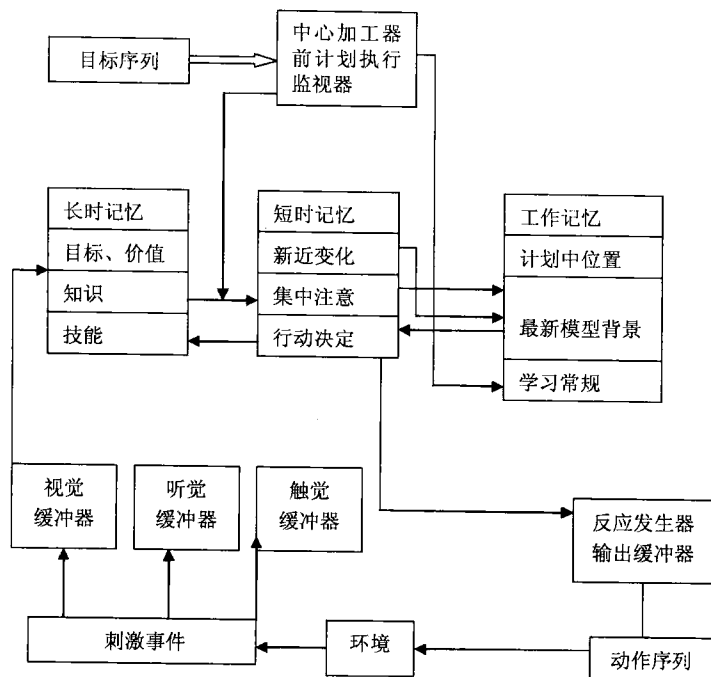 目标序列
中心加工器
前计划执行
监视器
长时记忆
目标、价值
知识
技能
短时记忆
新近变化
集中注意
行动决定
工作记忆
计划中位置
最新模型背景
学习常规
视觉
缓冲器
听觉
缓冲器
触觉
缓冲器
反应发生器
输出缓冲器
刺激事件
环境
动作序列